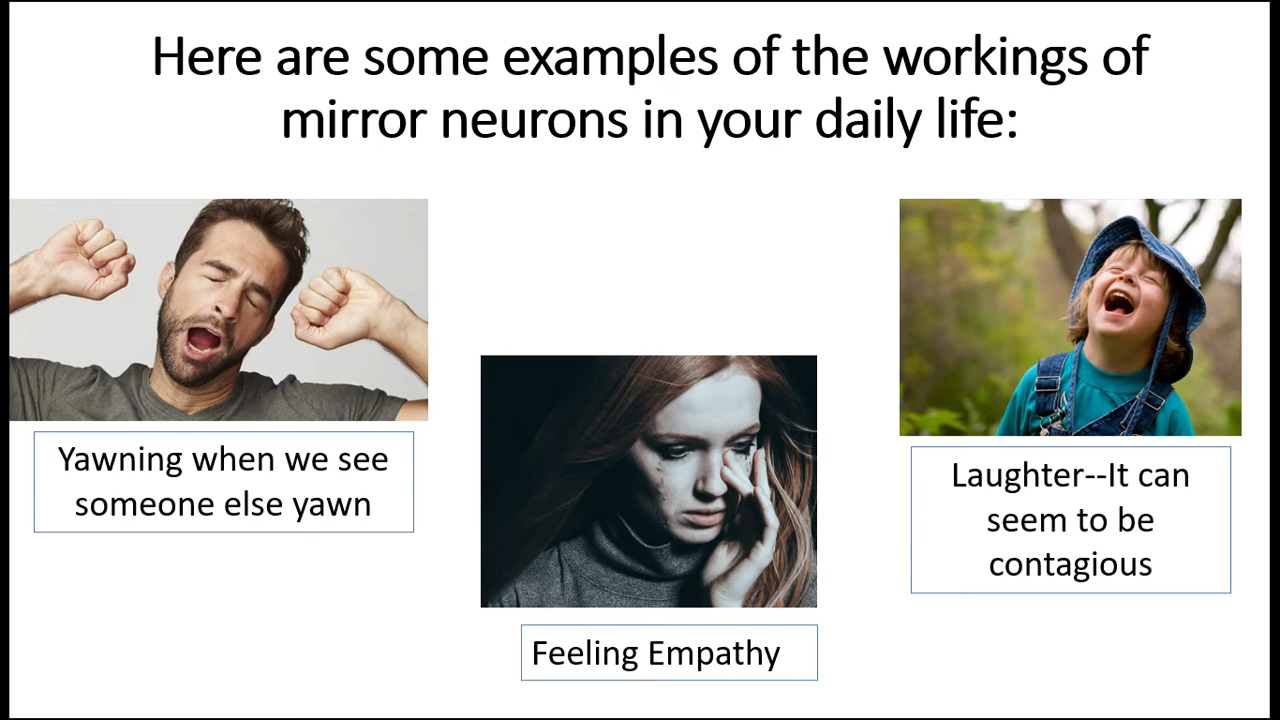 Here are some examples of the workings of
mirror neurons in your daily life:
Yawning when we see
someone else yawn
Feeling Empathy
Laughter--It can
seem to be
contagious